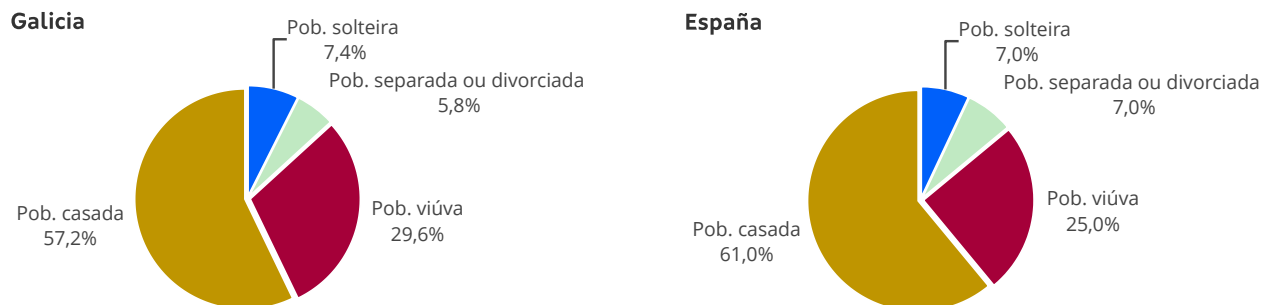 Galicia
Pob. solteira
7,4%
Pob. separada ou divorciada
5,8%
Pob. casada
57,2%
Pob. viúva
29,6%
España
Pob. solteira
7,0%
Pob. separada ou divorciada
7,0%
Pob. viúva
25,0%
Pob. casada
61,0%